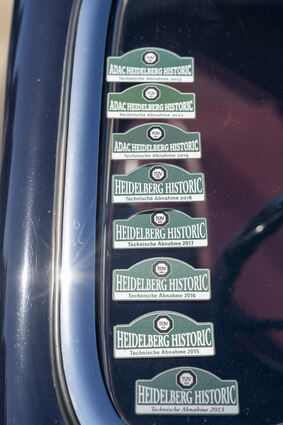 TÜV
ADAC HEIDELBERG HISTORIC
Technische Abnahme 2023
TÜV
ADAC HEIDELBERG HISTORIC
Technische Abnahme 2022
TÜV
ADAC HEIDELBERG HISTORIC
Technische Abnahme 2019
TÜV
HEIDELBERG HISTORIC
Technische Abnahme 2018
TÜV
HEIDELBERG HISTORIC
Technische Abnahme 2017
TÜV
HEIDELBERG HISTORIC
Technische Abnahme 2016
TÜV
HEIDELBERG HISTORIC
Technische Abnahme 2015
TÜV
HEIDELBERG HISTORIC
Technische Abnahme 2013